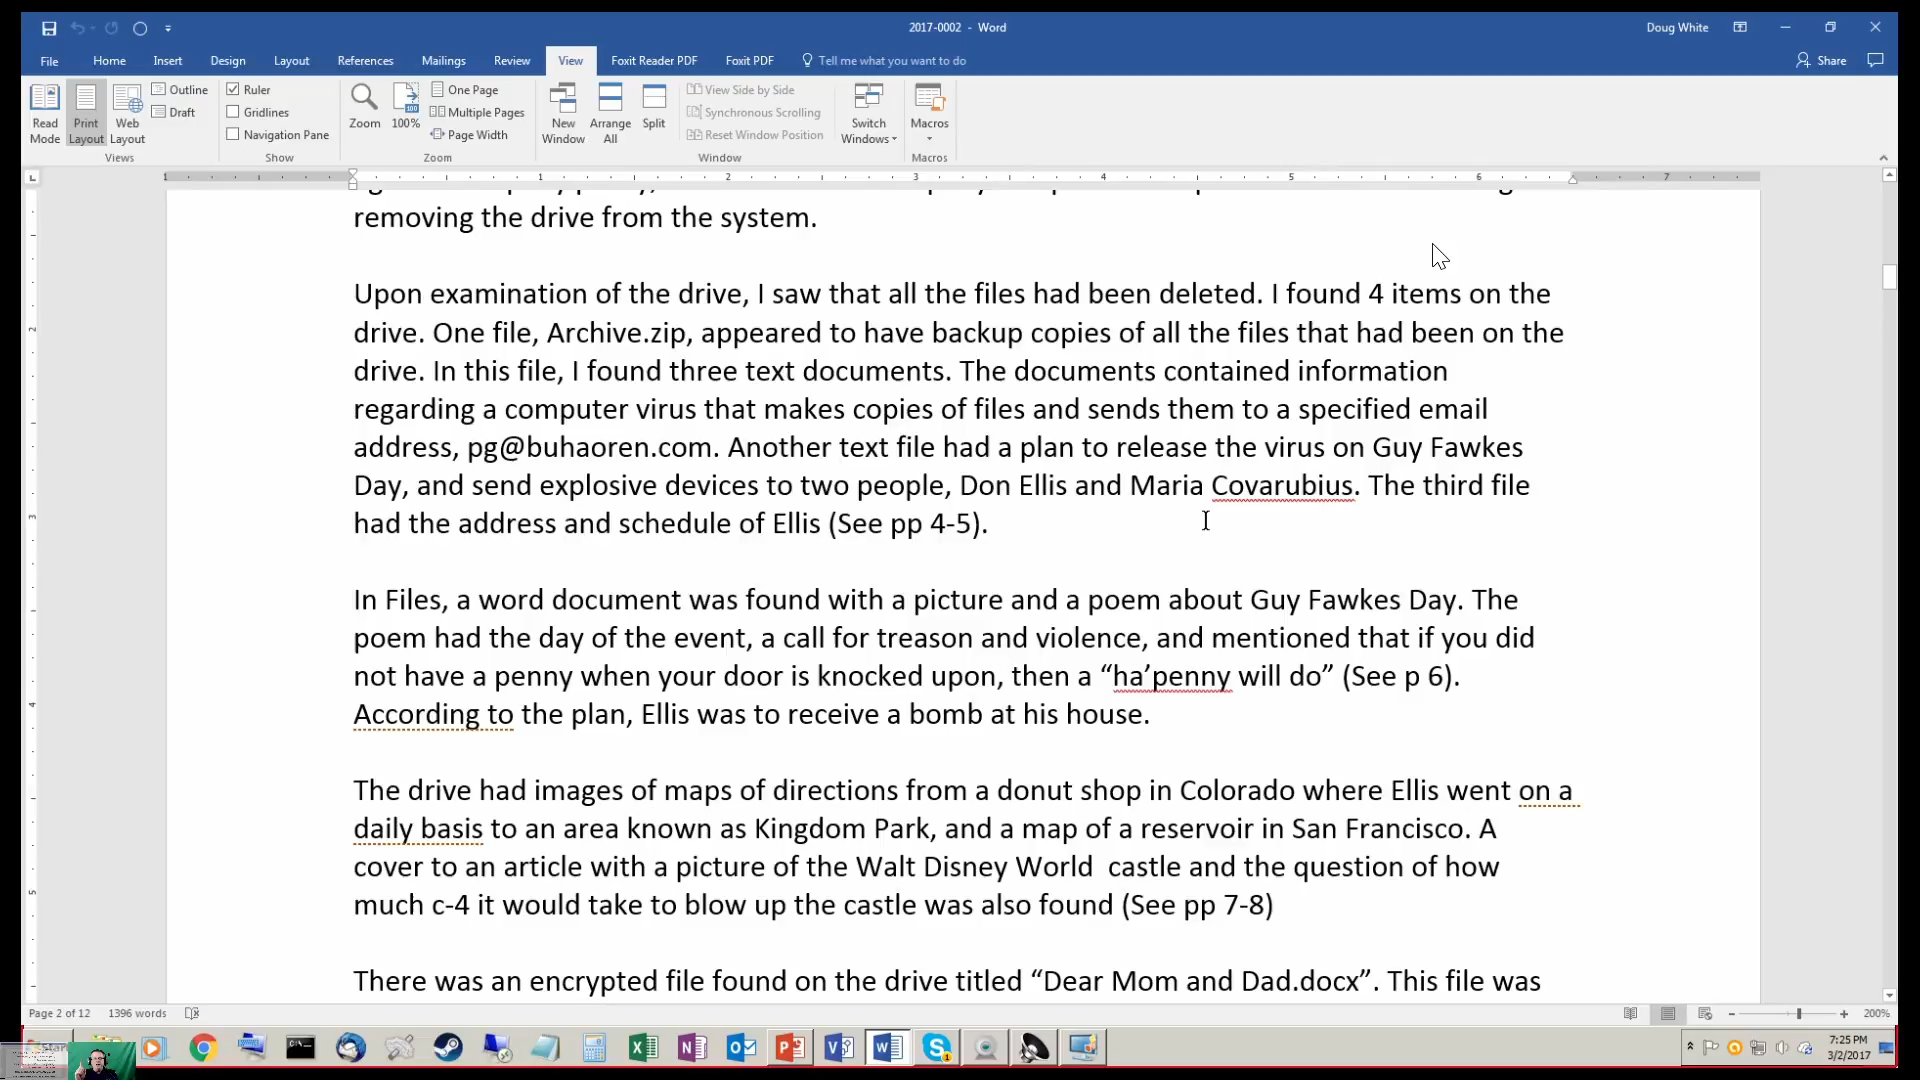 2017-0002 - Word
Doug White
File Home Insert Design Layout References Mailings Review View Foxit Reader PDF Foxit PDF Tell me what you want to do
Share
Read Mode
Print Layout
Web Layout
Outline
Draft
Views
Ruler
Gridlines
Navigation Pane
Show
Zoom
100%
One Page
Multiple Pages
Page Width
Zoom
New Window
Arrange All
Split
View Side by Side
Synchronous Scrolling
Reset Window Position
Window
Switch Windows
Macros
Macros
1 1 2 3 4 5 6 7
removing the drive from the system.
Upon examination of the drive, I saw that all the files had been deleted. I found 4 items on the
drive. One file, Archive.zip, appeared to have backup copies of all the files that had been on the
drive. In this file, I found three text documents. The documents contained information
regarding a computer virus that makes copies of files and sends them to a specified email
address, pg@buhaoren.com. Another text file had a plan to release the virus on Guy Fawkes
Day, and send explosive devices to two people, Don Ellis and Maria Covarubius. The third file
had the address and schedule of Ellis (See pp 4-5).
In Files, a word document was found with a picture and a poem about Guy Fawkes Day. The
poem had the day of the event, a call for treason and violence, and mentioned that if you did
not have a penny when your door is knocked upon, then a “ha’penny will do” (See p 6).
According to the plan, Ellis was to receive a bomb at his house.
The drive had images of maps of directions from a donut shop in Colorado where Ellis went on a
daily basis to an area known as Kingdom Park, and a map of a reservoir in San Francisco. A
cover to an article with a picture of the Walt Disney World castle and the question of how
much c-4 it would take to blow up the castle was also found (See pp 7-8)
There was an encrypted file found on the drive titled “Dear Mom and Dad.docx”. This file was
Page 2 of 12 1396 words
200%
7:25 PM
3/2/2017